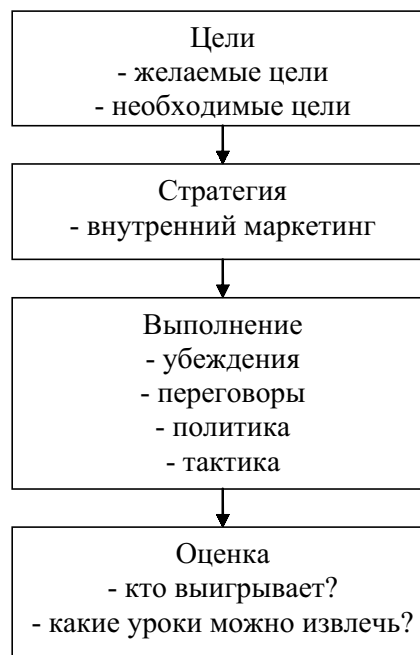 Цели
- желаемые цели
- необходимые цели
Стратегия
- внутренний маркетинг
Выполнение
- убеждения
- переговоры
- политика
- тактика
Оценка
- кто выигрывает?
- какие уроки можно извлечь?